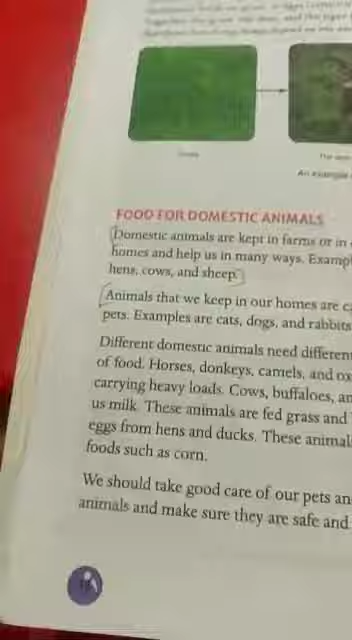 An example
FOOD FOR DOMESTIC ANIMALS
Domestic animals are kept in farms or in
homes and help us in many ways. Exampl
hens, cows, and sheep.
Animals that we keep in our homes are c
pets. Examples are cats, dogs, and rabbits
Different domestic animals need differen
of food. Horses, donkeys, camels, and ox
carrying heavy loads. Cows, buffaloes, an
us milk. These animals are fed grass and
eggs from hens and ducks. These animal
foods such as corn.
We should take good care of our pets an
animals and make sure they are safe and